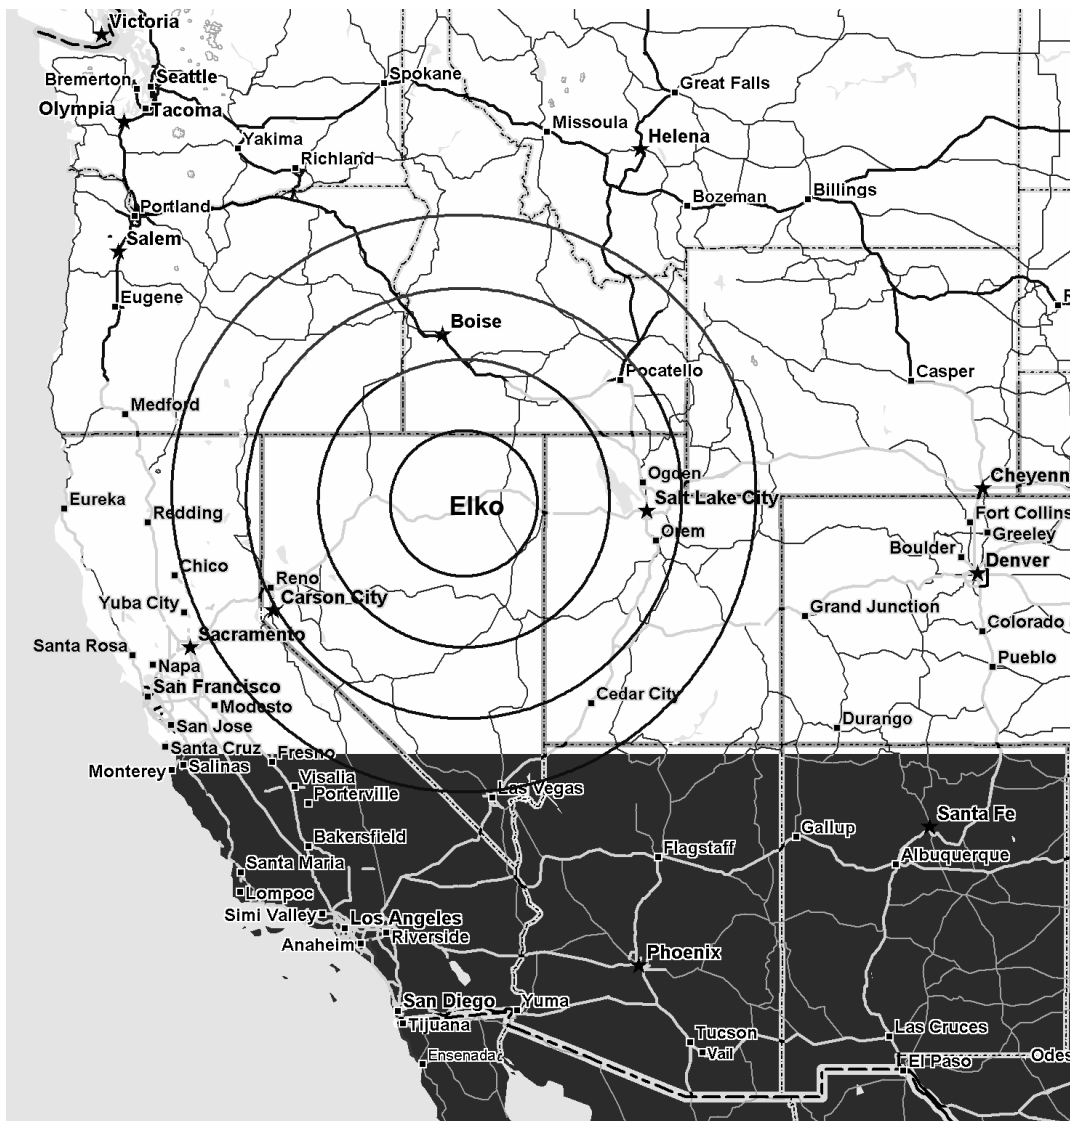 Victoria
Spokane
Bremerton
Seattle
Great Falls
Olympia
Tacoma
Missoula
Helena
Yakima
Richland
Bozeman
Billings
Portland
Salem
Eugene
Boise
R
Pocatello
Casper
Medford
Ogden
Cheyenn
Eureka
Redding
Elko
Salt Lake City
Fort Collins
Orem
Greeley
Boulder
Denver
Chico
Reno
Carson City
Yuba City
Grand Junction
Colorado
Sacramento
Santa Rosa
Napa
Pueblo
San Francisco
Cedar City
Modesto
San Jose
Durango
Santa Cruz
Fresno
Monterey
Salinas
Visalia
Porterville
Las Vegas
Santa Fe
Bakersfield
Flagstaff
Gallup
Santa Maria
Albuquerque
Lompoc
Simi Valley
Los Angeles
Anaheim
Riverside
Phoenix
San Diego
Yuma
Tijuana
Tucson
Las Cruces
Vail
Ensenada
El Paso
Odes